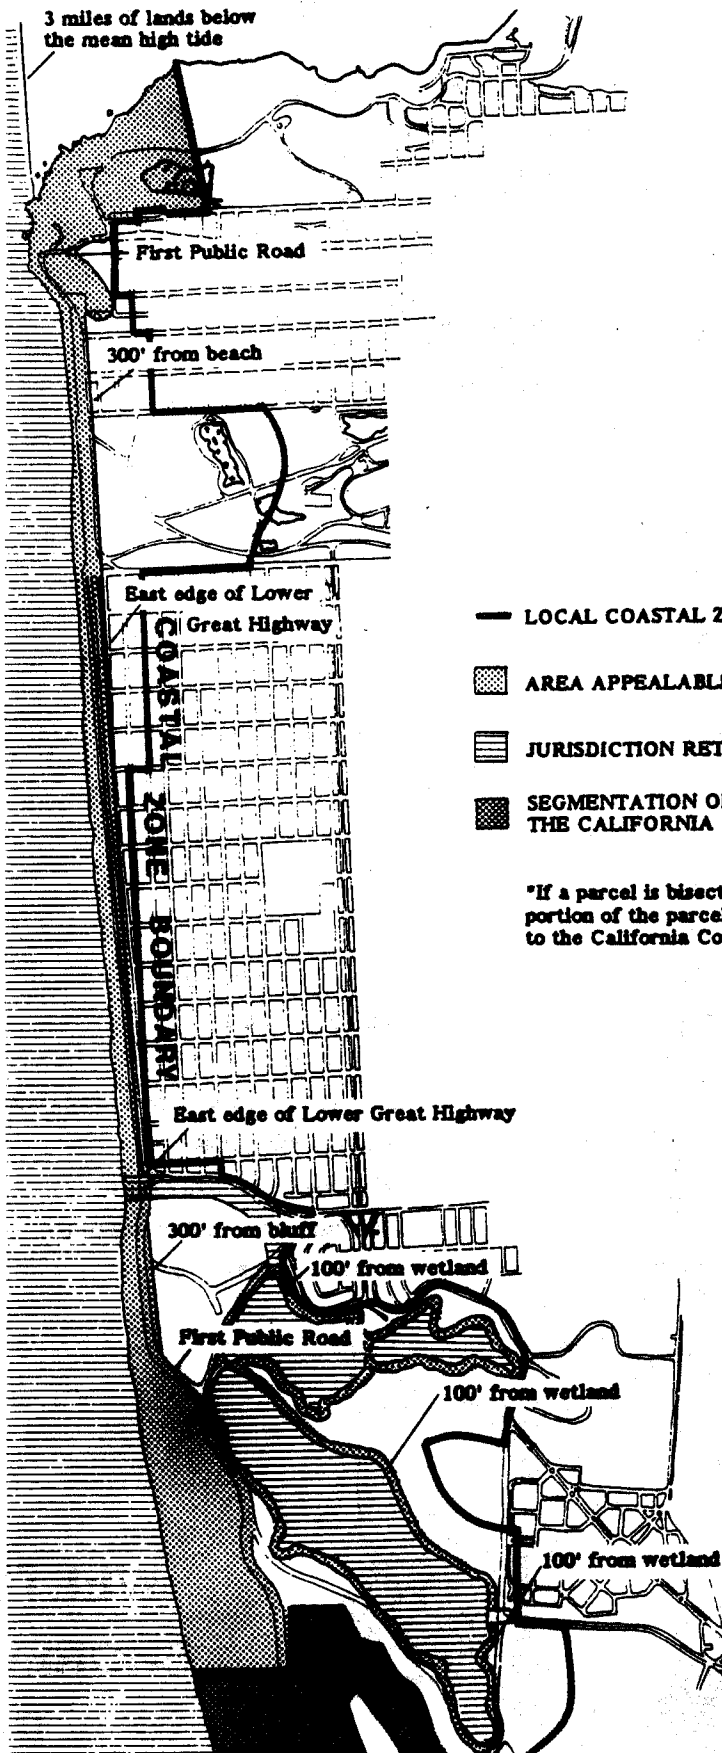 3 miles of lands below
the mean high tide
First Public Road
300' from beach
East edge of Lower
Great Highway
COASTAL ZONE BOUNDARY
LOCAL COASTAL Z
AREA APPEALABL
JURISDICTION RET
SEGMENTATION O
THE CALIFORNIA
*If a parcel is bisect
portion of the parcel
to the California Co
East edge of Lower Great Highway
300' from bluff
100' from wetland
First Public Road
100' from wetland
100' from wetland